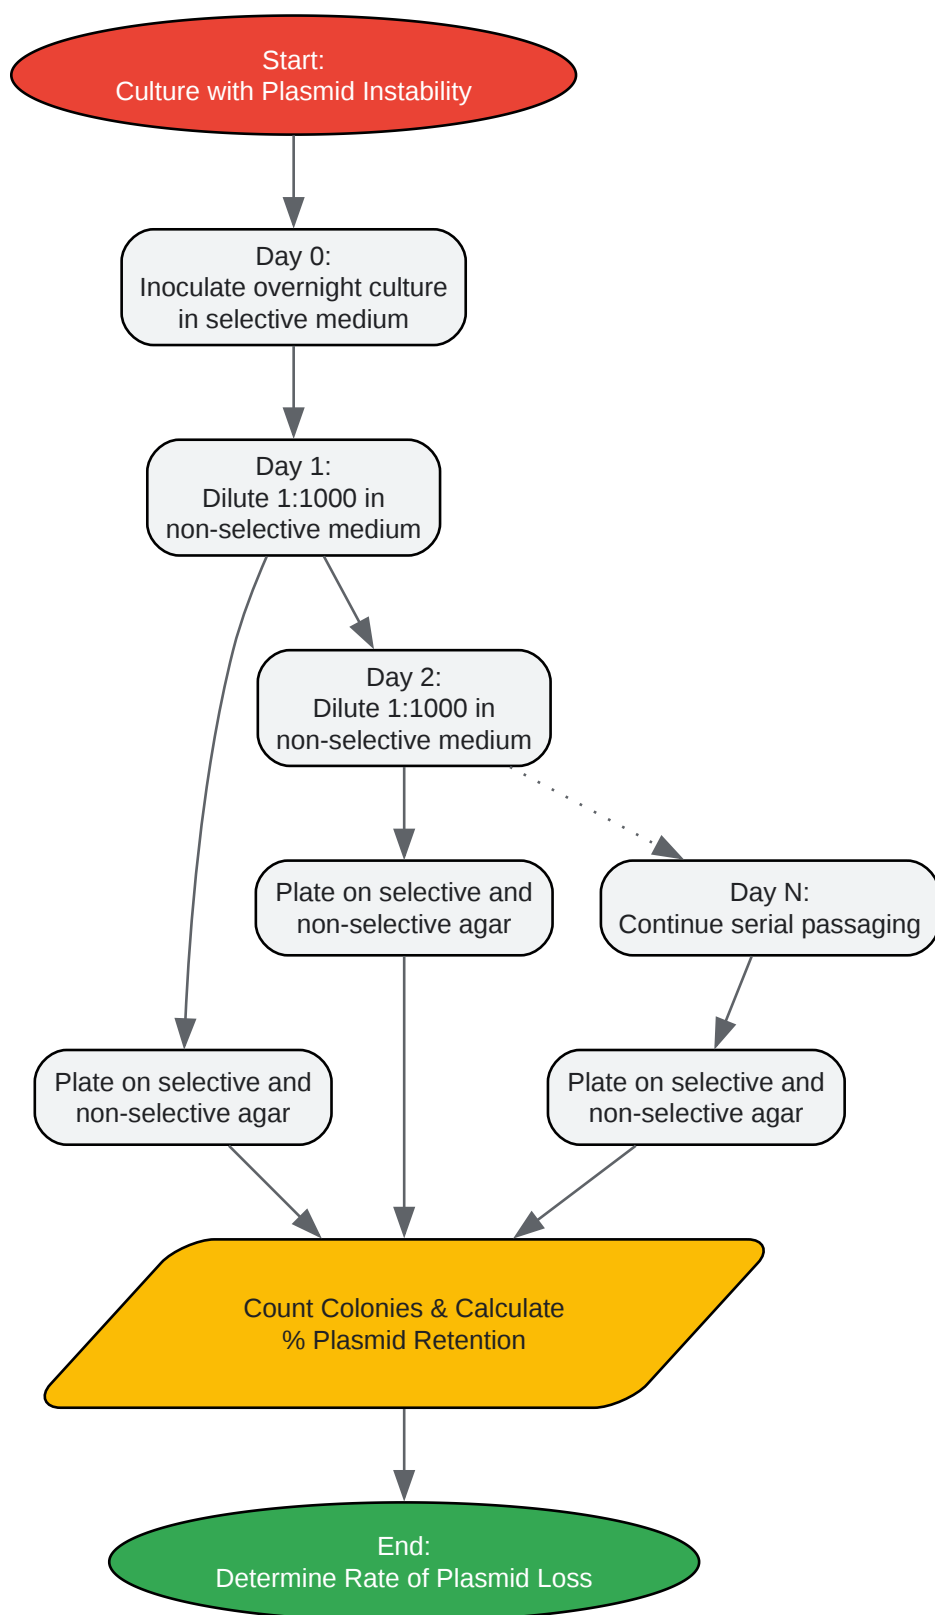 Start:
Culture with Plasmid Instability
Day 0:
Inoculate overnight culture
in selective medium
Day 1:
Dilute 1:1000 in
non-selective medium
Day 2:
Dilute 1:1000 in
non-selective medium
Plate on selective and
non-selective agar
Day N:
Continue serial passaging
Plate on selective and
non-selective agar
Plate on selective and
non-selective agar
Count Colonies & Calculate
% Plasmid Retention
End:
Determine Rate of Plasmid Loss